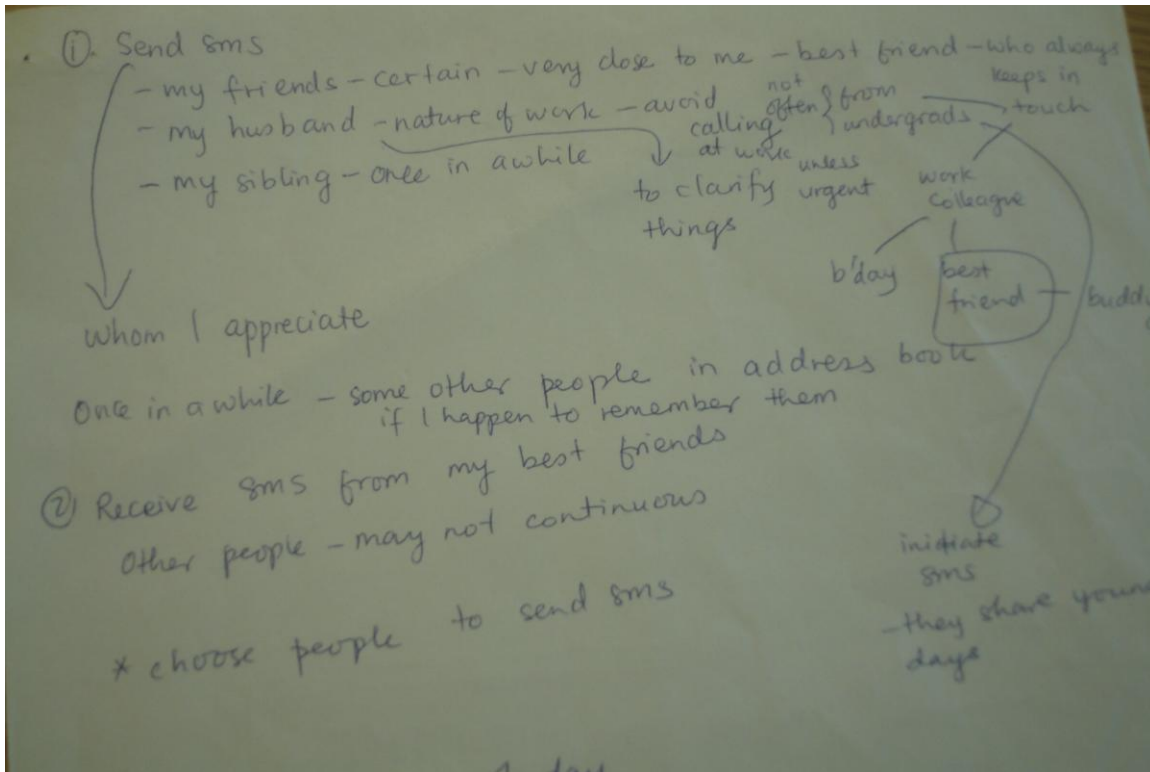 ① Send sms
- my friends - certain - very close to me - best friend - who always
keeps in
touch
- my husband - nature of work - avoid
calling
at work
unless
urgent
not
often } from
undergrads
to clarify
things
- my sibling - once in awhile
work
colleague
b'day
best
friend
whom I appreciate
Once in a while - some other people in address book
if I happen to remember them
② Receive sms from my best friends
Other people - may not continuous
initiate
sms
- they share
days
* choose people to send sms